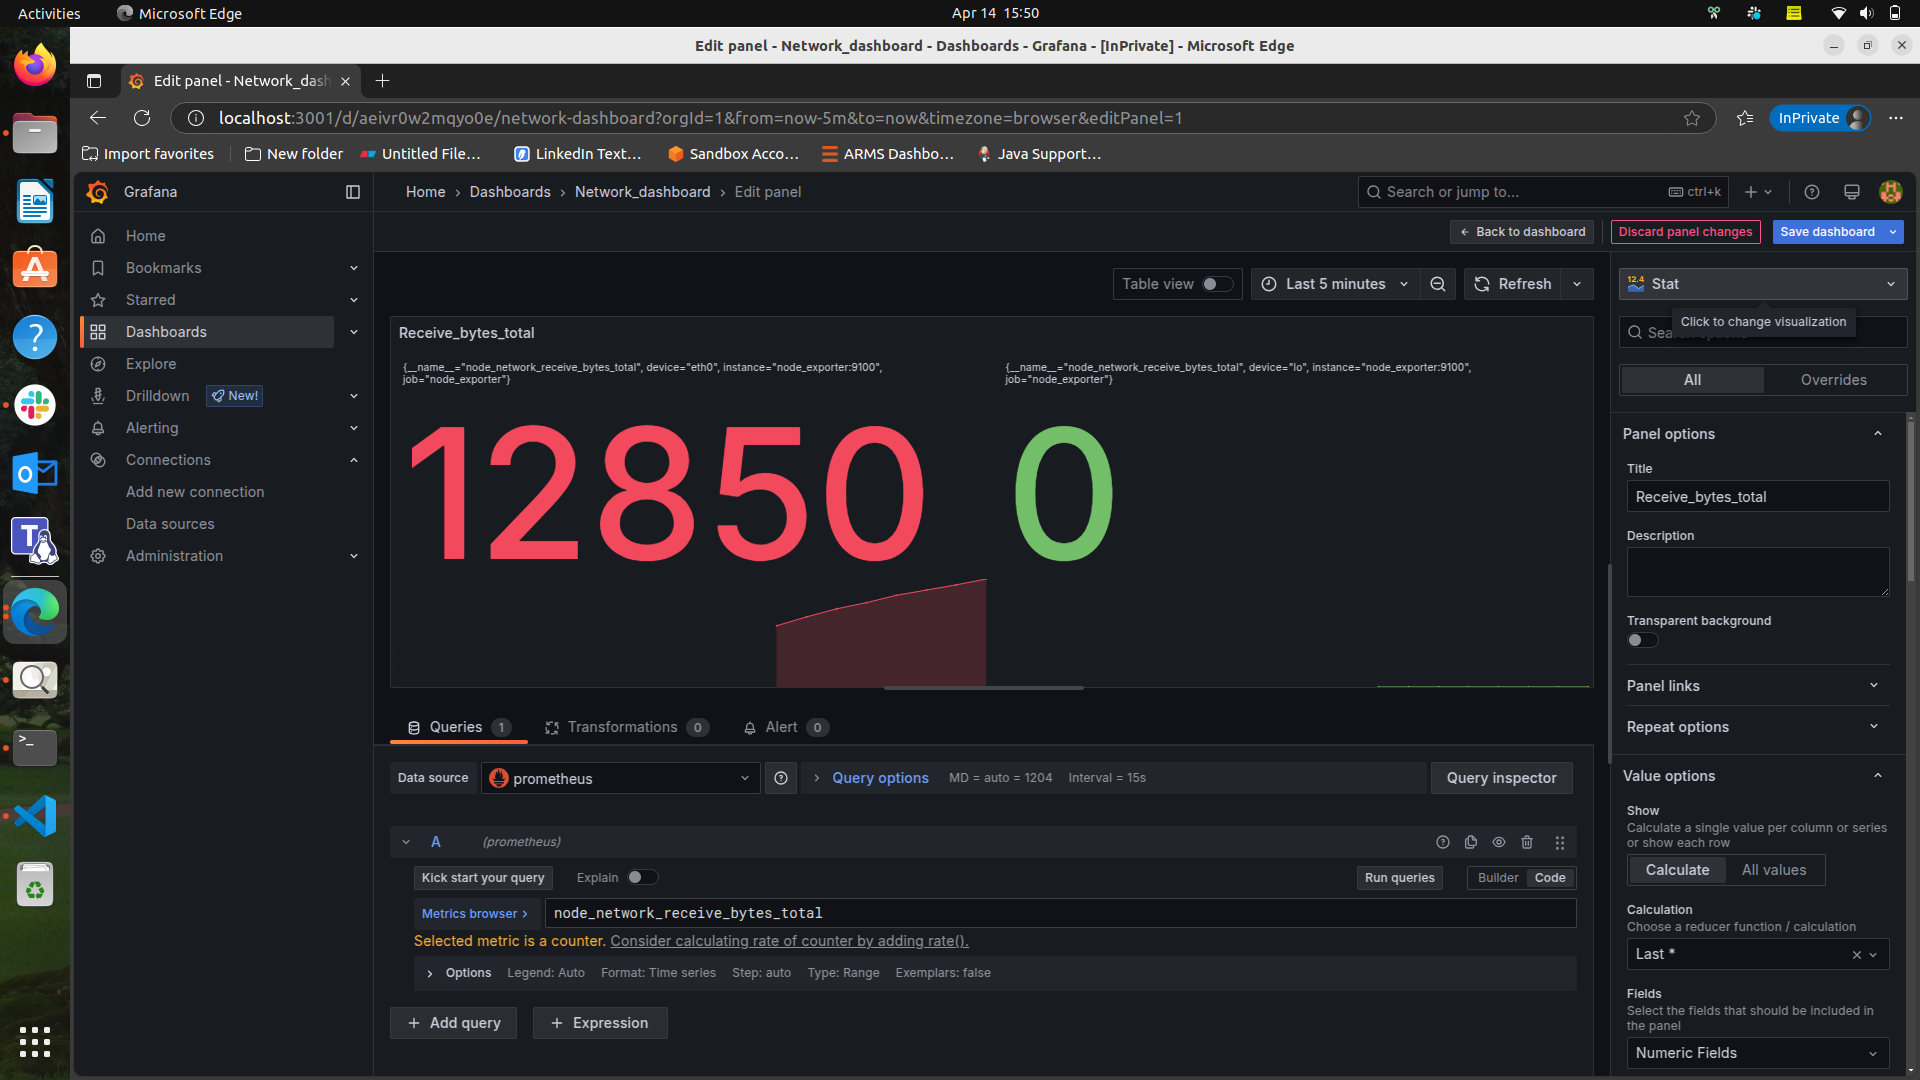 Activities
Microsoft Edge
Apr 14 15:50
Edit panel - Network_dashboard - Dashboards - Grafana - [InPrivate] - Microsoft Edge
Edit panel - Network_dash
localhost:3001/d/aeivr0w2mqyo0e/network-dashboard?orgId=1&from=now-5m&to=now&timezone=browser&editPanel=1
InPrivate
Import favorites
New folder
Untitled File...
LinkedIn Text...
Sandbox Acco...
ARMS Dashbo...
Java Support...
Grafana
Home › Dashboards › Network_dashboard › Edit panel
Search or jump to...
ctrl+k
Back to dashboard
Discard panel changes
Save dashboard
Home
Bookmarks
Starred
Dashboards
Explore
Drilldown
New!
Alerting
Connections
Add new connection
Data sources
Administration
Table view
Last 5 minutes
Refresh
Receive_bytes_total
{__name__="node_network_receive_bytes_total", device="eth0", instance="node_exporter:9100",
job="node_exporter"}
12850
{__name__="node_network_receive_bytes_total", device="lo", instance="node_exporter:9100",
job="node_exporter"}
0
Queries 1
Transformations 0
Alert 0
Data source
prometheus
Query options
MD = auto = 1204
Interval = 15s
Query inspector
A
(prometheus)
Kick start your query
Explain
Run queries
Builder
Code
Metrics browser ›
node_network_receive_bytes_total
Selected metric is a counter. Consider calculating rate of counter by adding rate().
Options
Legend: Auto
Format: Time series
Step: auto
Type: Range
Exemplars: false
+ Add query
+ Expression
12.4
Stat
Click to change visualization
All
Overrides
Panel options
Title
Receive_bytes_total
Description
Transparent background
Panel links
Repeat options
Value options
Show
Calculate a single value per column or series
or show each row
Calculate
All values
Calculation
Choose a reducer function / calculation
Last *
Fields
Select the fields that should be included in
the panel
Numeric Fields